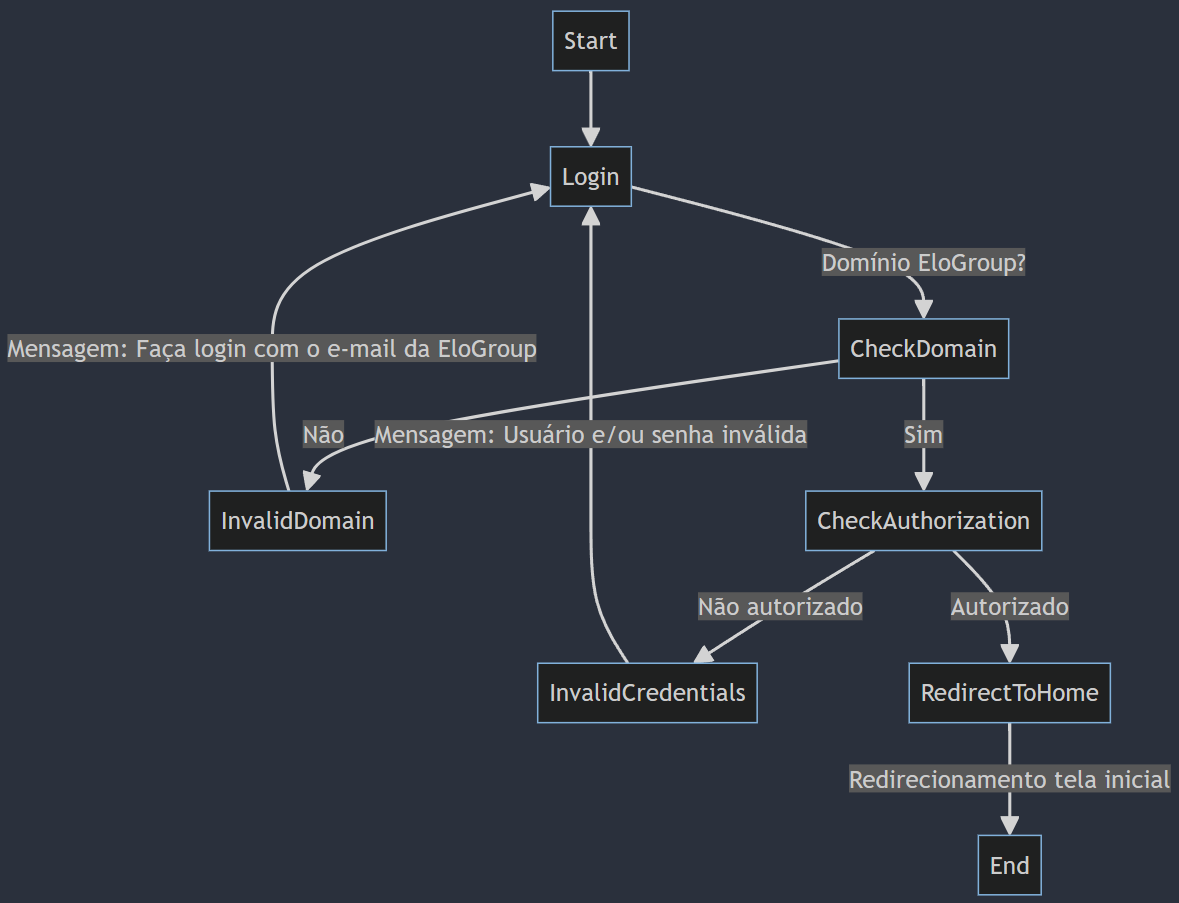 Start
Login
Domínio EloGroup?
Mensagem: Faça login com o e-mail da EloGroup
CheckDomain
Não
Mensagem: Usuário e/ou senha inválida
Sim
InvalidDomain
CheckAuthorization
Não autorizado
Autorizado
InvalidCredentials
RedirectToHome
Redirecionamento tela inicial
End